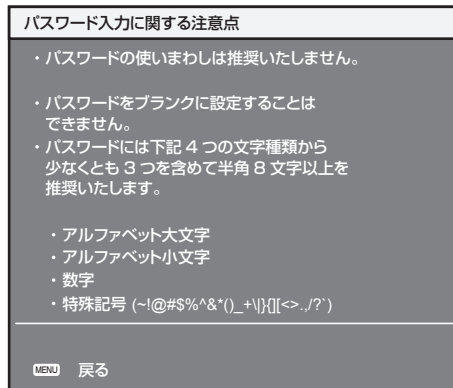 パスワード入力に関する注意点
・パスワードの使いまわしは推奨いたしません。
・パスワードをブランクに設定することは
できません。
・パスワードには下記 4 つの文字種類から
少なくとも 3 つを含めて半角 8 文字以上を
推奨いたします。
・アルファベット大文字
・アルファベット小文字
・数字
・特殊記号 (~!@#$%^&*()_+\|}{][<>.,/?`)
MENU 戻る